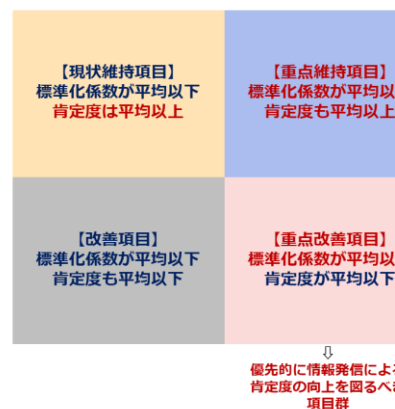 【現状維持項目】
標準化係数が平均以下
肯定度は平均以上
【重点維持項目】
標準化係数が平均以
肯定度も平均以上
【改善項目】
標準化係数が平均以下
肯定度も平均以下
【重点改善項目】
標準化係数が平均以
肯定度が平均以下
⇩
優先的に情報発信によ
肯定度の向上を図るべ
項目群